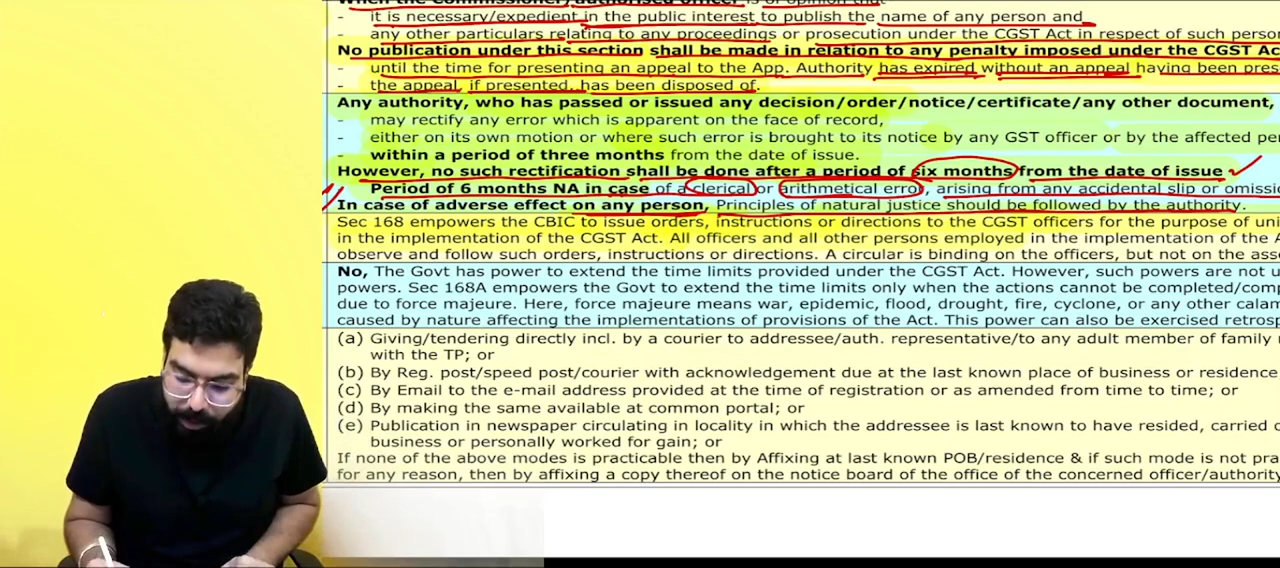 When the Commissioner/authorised officer is of opinion that
- it is necessary/expedient in the public interest to publish the name of any person and
- any other particulars relating to any proceedings or prosecution under the CGST Act in respect of such
No publication under this section shall be made in relation to any penalty imposed under the CGST
- until the time for presenting an appeal to the App. Authority has expired without an appeal having been
- the appeal, if presented, has been disposed of.
Any authority, who has passed or issued any decision/order/notice/certificate/any other document,
- may rectify any error which is apparent on the face of record,
- either on its own motion or where such error is brought to its notice by any GST officer or by the affected
- within a period of three months from the date of issue.
However, no such rectification shall be done after a period of six months from the date of issue
Period of 6 months NA in case of a clerical or arithmetical error, arising from any accidental slip or
In case of adverse effect on any person, Principles of natural justice should be followed by the authority.
Sec 168 empowers the CBIC to issue orders, instructions or directions to the CGST officers for the purpose of
in the implementation of the CGST Act. All officers and all other persons employed in the implementation of the
observe and follow such orders, instructions or directions. A circular is binding on the officers, but not on the
No, The Govt has power to extend the time limits provided under the CGST Act. However, such powers are not
powers. Sec 168A empowers the Govt to extend the time limits only when the actions cannot be
due to force majeure. Here, force majeure means war, epidemic, flood, drought, fire, cyclone, or any other
caused by nature affecting the implementations of provisions of the Act. This power can also be exercised
(a) Giving/tendering directly incl. by a courier to addressee/auth. representative/to any adult member of family
with the TP; or
(b) By Reg. post/speed post/courier with acknowledgement due at the last known place of business or residence
(c) By Email to the e-mail address provided at the time of registration or as amended from time to time; or
(d) By making the same available at common portal; or
(e) Publication in newspaper circulating in locality in which the addressee is last known to have resided, carried
business or personally worked for gain; or
If none of the above modes is practicable then by Affixing at last known POB/residence & if such mode is not
for any reason, then by affixing a copy thereof on the notice board of the office of the concerned officer/authority